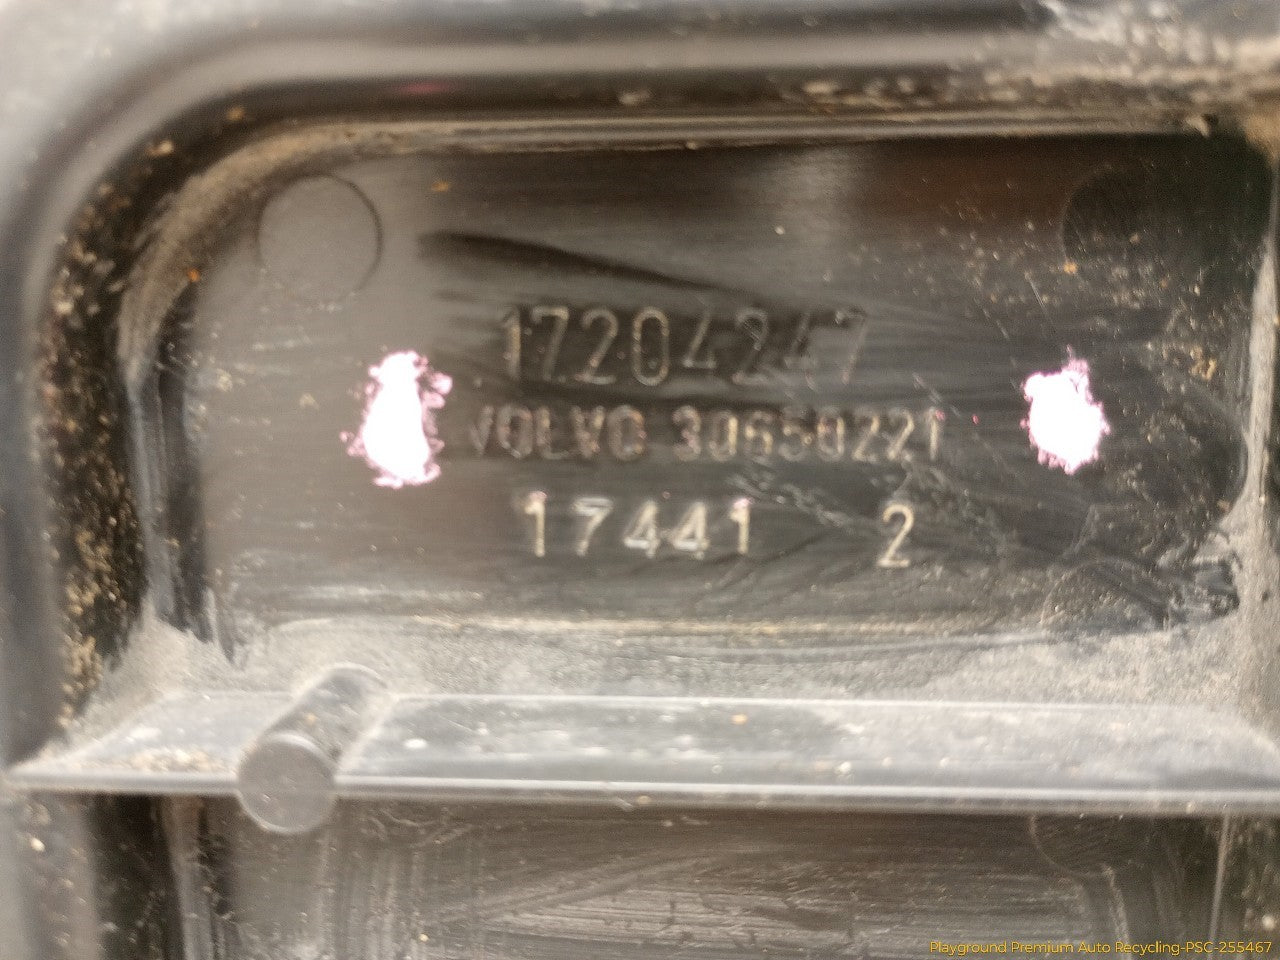 17204247
VOLVO 30650221
17441 2
Playground Premium Auto Recycling-PSC-255467